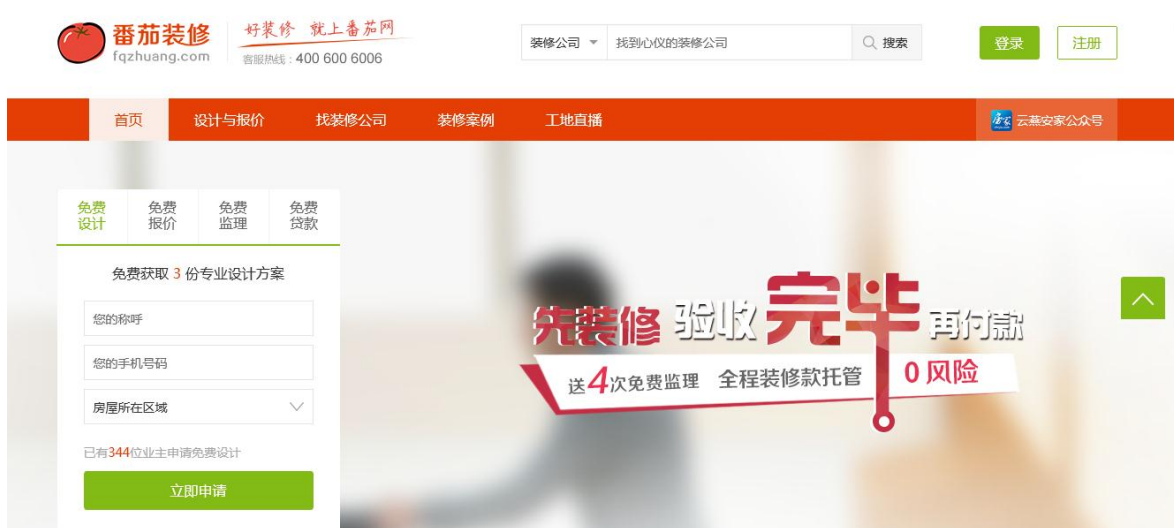 番茄装修
fqzhuang.com
好装修 就上番茄网
客服热线：400 600 6006
装修公司
找到心仪的装修公司
搜索
登录
注册
首页
设计与报价
找装修公司
装修案例
工地直播
云燕安家公众号
免费
设计
免费
报价
免费
监理
免费
贷款
免费获取 3 份专业设计方案
您的称呼
您的手机号码
房屋所在区域
已有344位业主申请免费设计
立即申请
先装修 验收完毕 再付款
送4次免费监理 全程装修款托管 0 风险